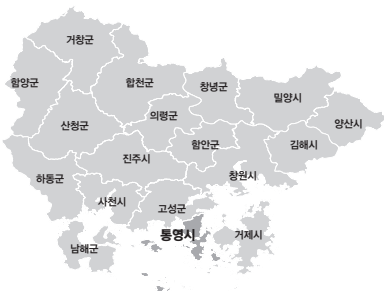 거창군
함양군
합천군
창녕군
밀양시
의령군
양산시
산청군
함안군
김해시
진주시
하동군
창원시
사천시
고성군
통영시
거제시
남해군